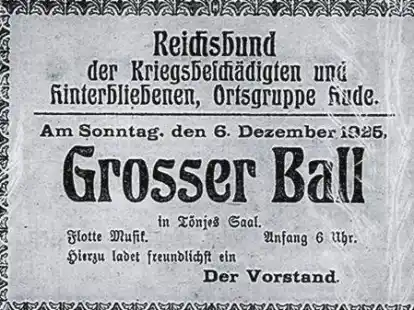 Reichsbund
der Kriegsbeschädigten und
Hinterbliebenen, Ortsgruppe Hude.
Am Sonntag, den 6. Dezember 1925,
Grosser Ball
in Tönjes Saal.
Flotte Musik. Anfang 6 Uhr.
Hierzu ladet freundlichst ein
Der Vorstand.